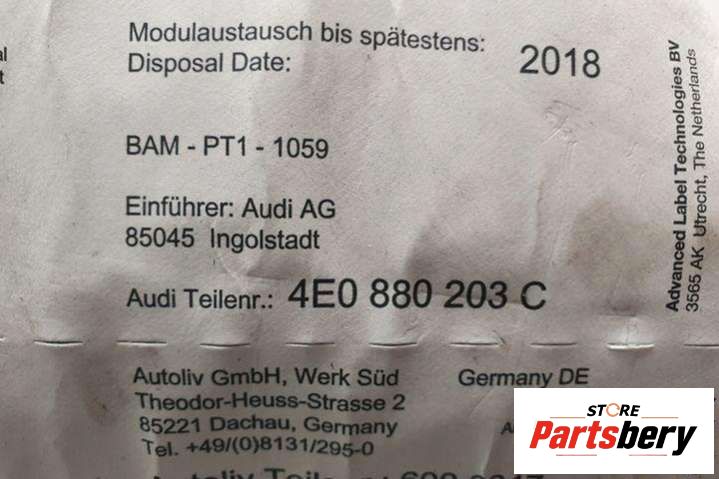 Modulaustausch bis spätestens:
Disposal Date:
2018
BAM - PT1 - 1059
Einführer: Audi AG
85045 Ingolstadt
Audi Teilenr.: 4E0 880 203 C
Autoliv GmbH, Werk Süd Germany DE
Theodor-Heuss-Strasse 2
85221 Dachau, Germany
Tel. +49/(0)8131/295-0
Autoliv
Advanced Label Technologies BV
3565 AK Utrecht, The Netherlands
STORE
Partsbery